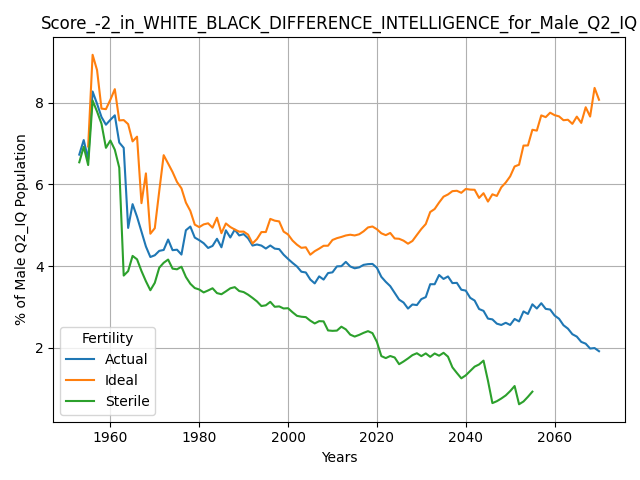 Score_-2_in_WHITE_BLACK_DIFFERENCE_INTELLIGENCE_for_Male_Q2_IQ
% of Male Q2_IQ Population
8
6
4
2
Fertility
Actual
Ideal
Sterile
1960 1980 2000 2020 2040 2060
Years